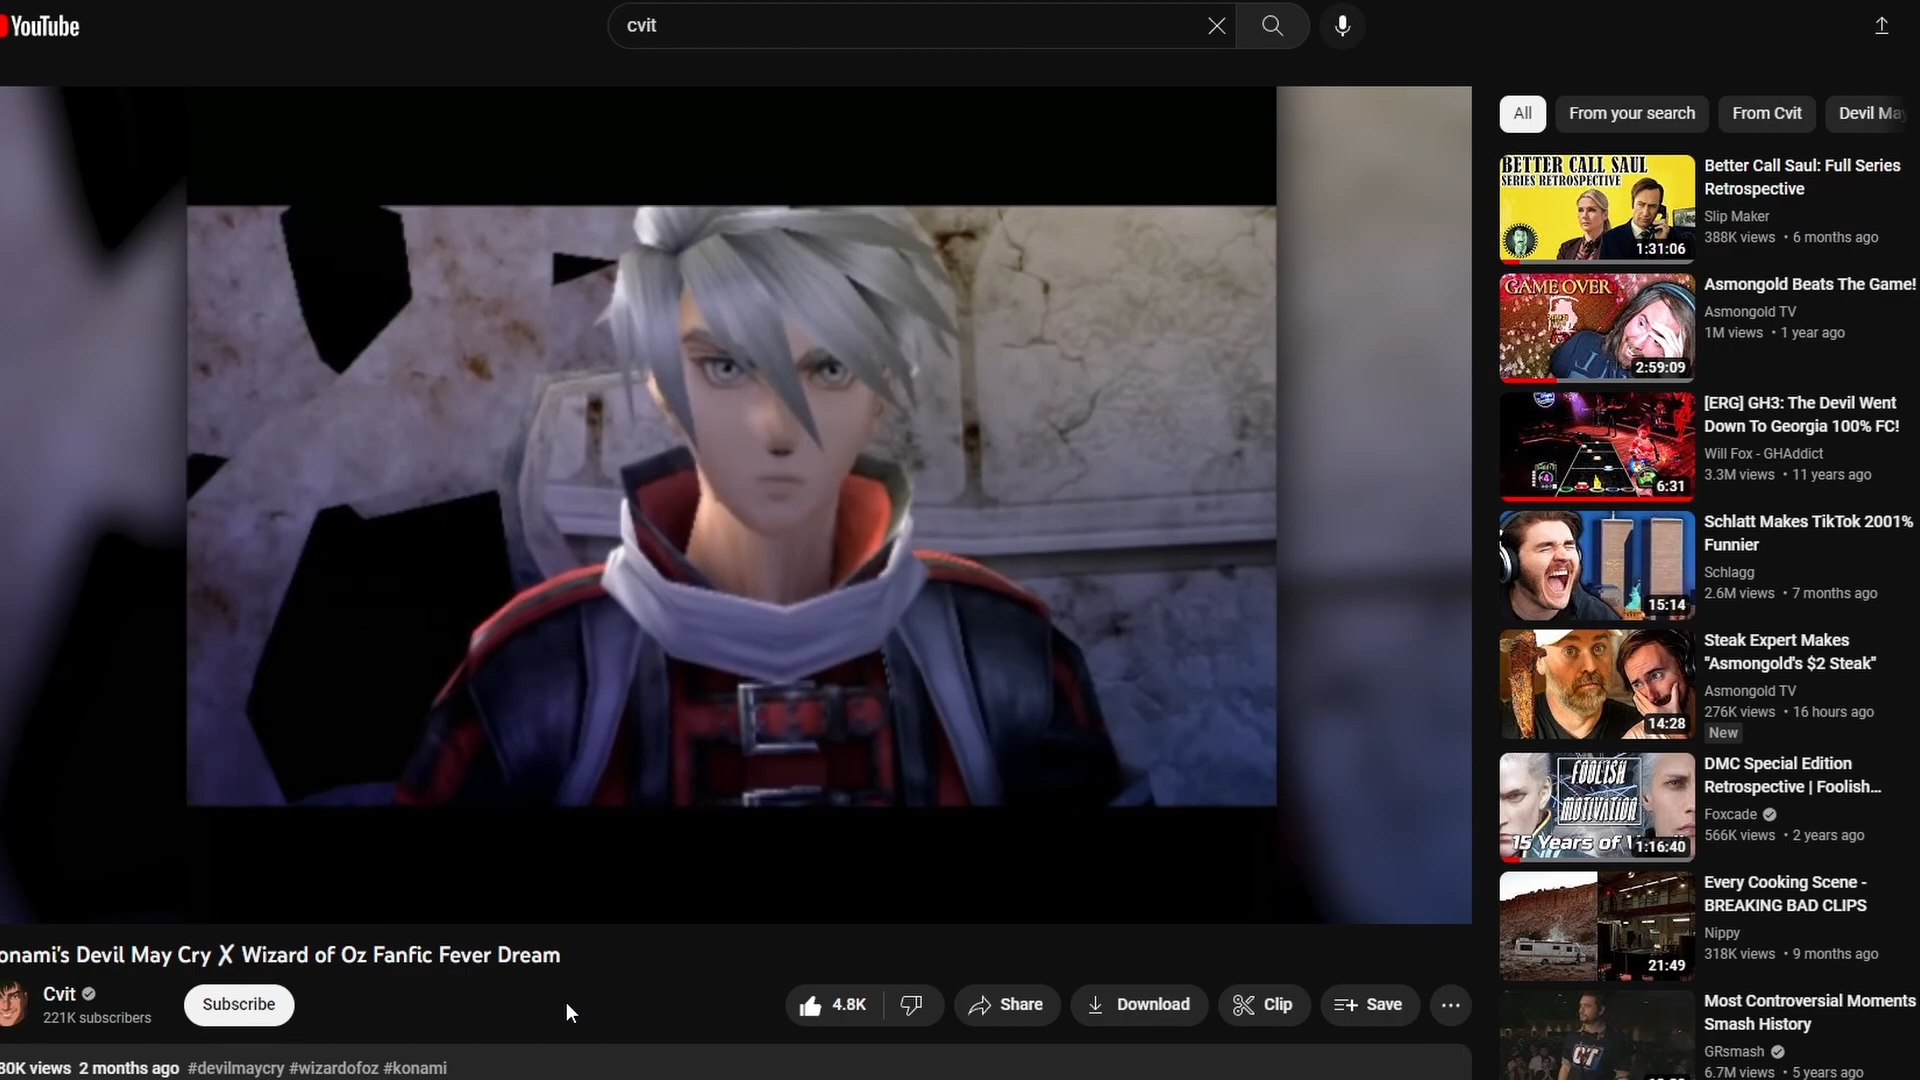 YouTube
cvit
All
From your search
From Cvit
Devil May
BETTER CALL SAUL
SERIES RETROSPECTIVE
1:31:06
Better Call Saul: Full Series
Retrospective
Slip Maker
388K views • 6 months ago
GAME OVER
2:59:09
Asmongold Beats The Game!
Asmongold TV
1M views • 1 year ago
6:31
[ERG] GH3: The Devil Went
Down To Georgia 100% FC!
Will Fox - GHAddict
3.3M views • 11 years ago
15:14
Schlatt Makes TikTok 2001%
Funnier
Schlagg
2.6M views • 7 months ago
14:28
Steak Expert Makes
"Asmongold's $2 Steak"
Asmongold TV
276K views • 16 hours ago
New
FOOLISH
MOTIVATION
15 Years of
1:16:40
DMC Special Edition
Retrospective | Foolish...
Foxcade
566K views • 2 years ago
21:49
Every Cooking Scene -
BREAKING BAD CLIPS
Nippy
318K views • 9 months ago
Most Controversial Moments
Smash History
GRsmash
6.7M views • 5 years ago
onami's Devil May Cry X Wizard of Oz Fanfic Fever Dream
Cvit
221K subscribers
Subscribe
4.8K
Share
Download
Clip
Save
80K views 2 months ago #devilmaycry #wizardofoz #konami